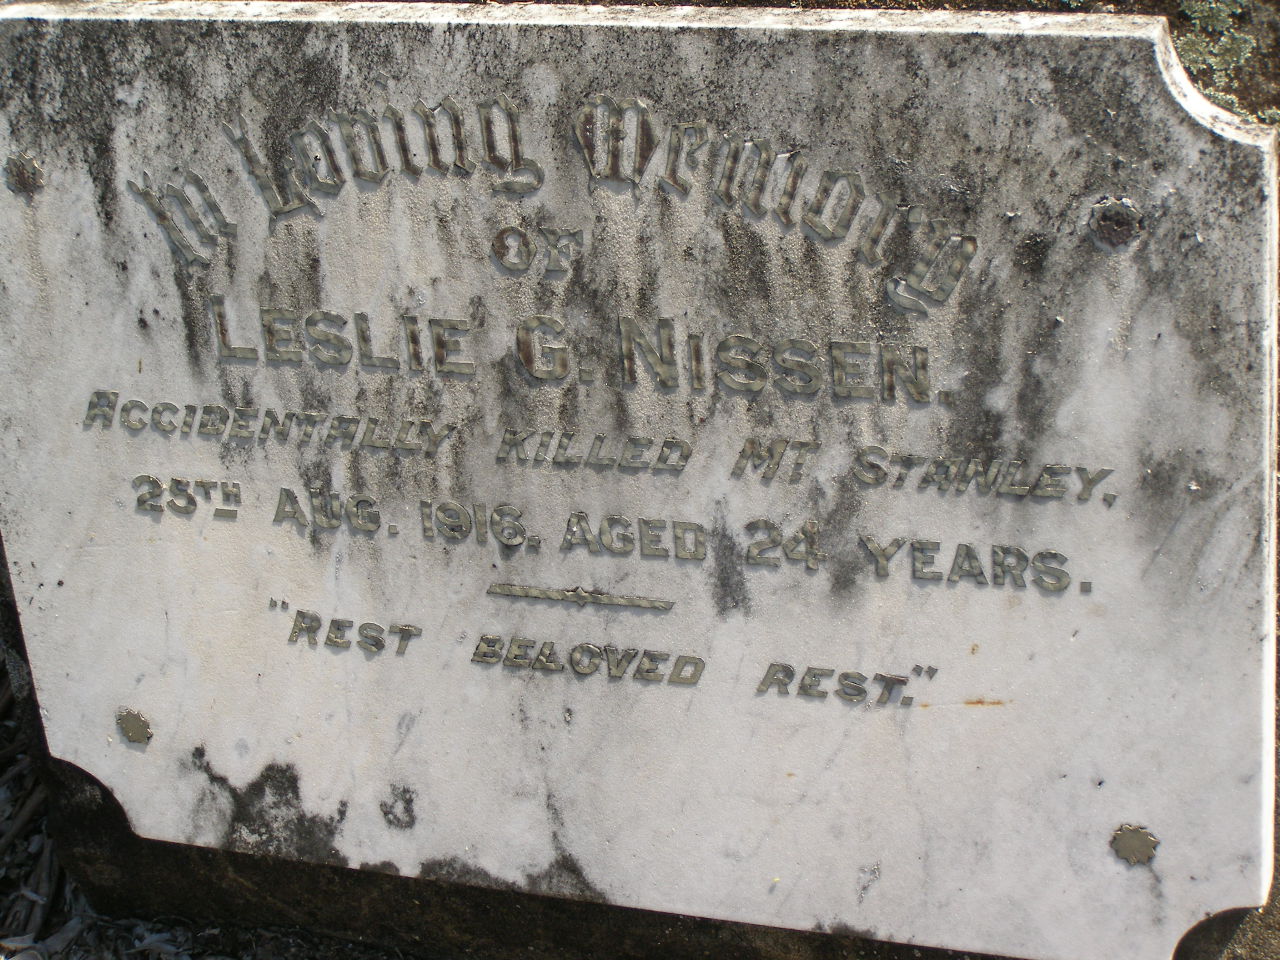 In Loving Memory
OF
LESLIE G. NISSEN.
ACCIDENTALLY KILLED MT STANLEY,
25TH AUG. 1916. AGED 24 YEARS.
"REST BELOVED REST."